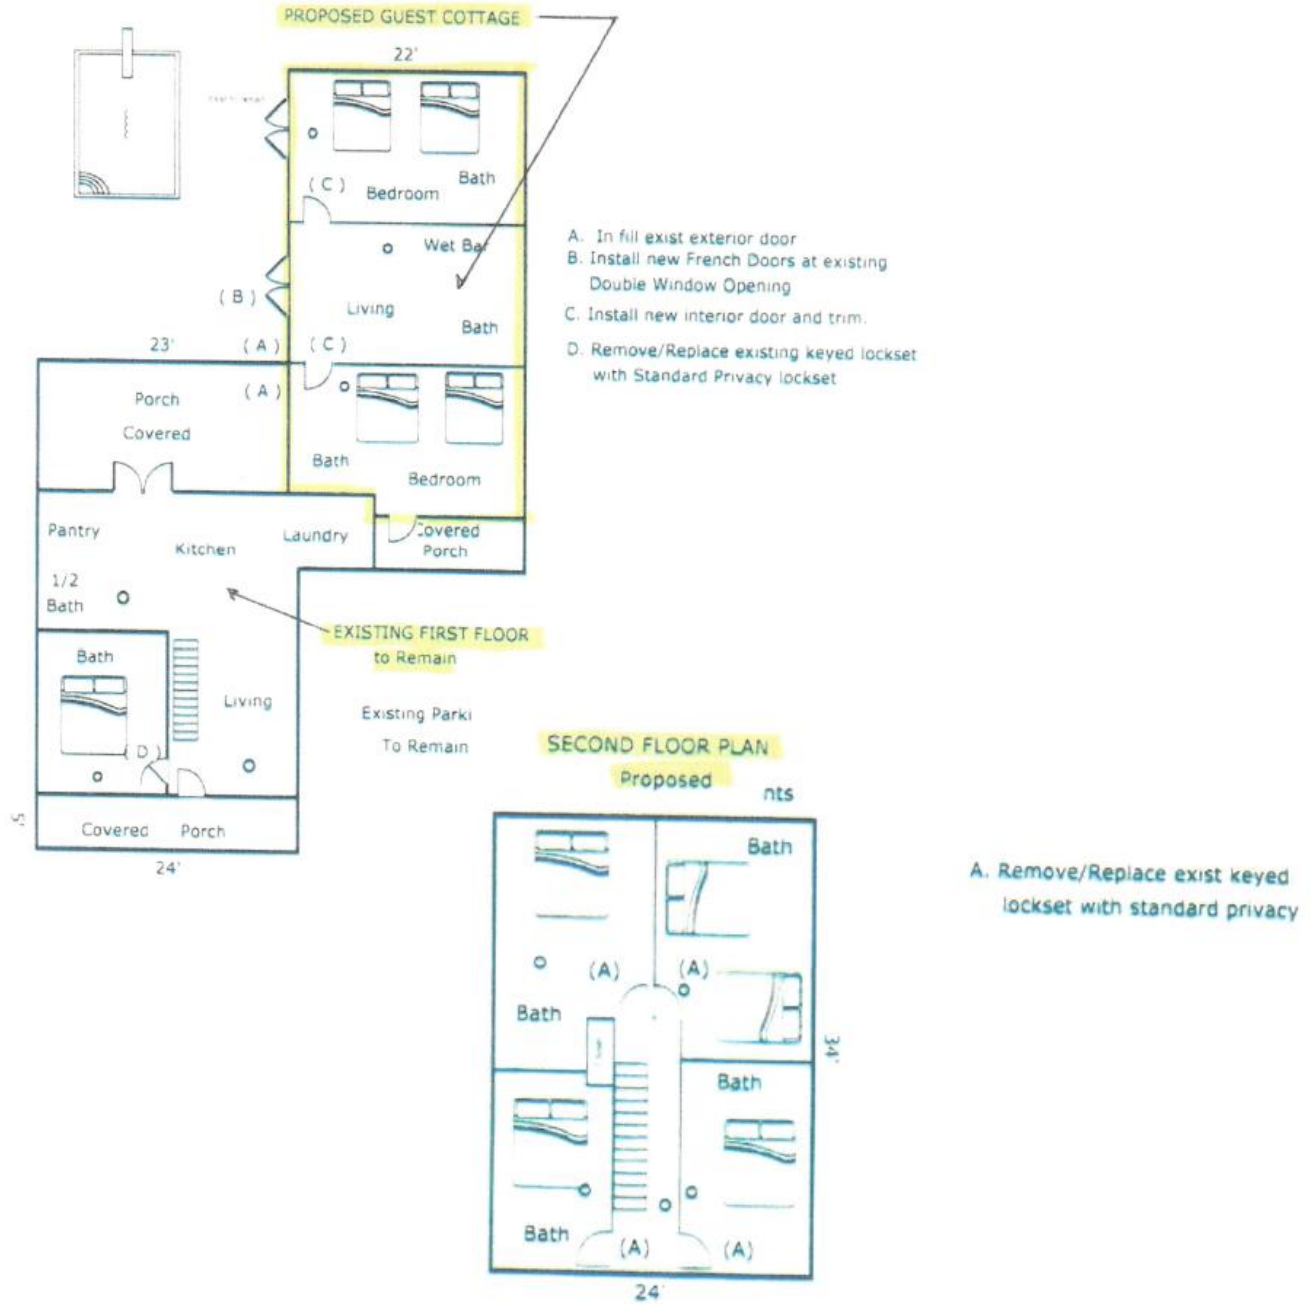 PROPOSED GUEST COTTAGE
22'
Bath
(C)
Bedroom
Wet Bar
(B)
Living
Bath
23'
(A)
(C)
(A)
Porch
Covered
Bath
Bedroom
A. In fill exist exterior door
B. Install new French Doors at existing
Double Window Opening
C. Install new interior door and trim.
D. Remove/Replace existing keyed lockset
with Standard Privacy lockset
Pantry
Kitchen
Laundry
Covered
Porch
1/2
Bath
EXISTING FIRST FLOOR
to Remain
Bath
Living
(D)
Existing Parki
To Remain
5'
Covered Porch
24'
SECOND FLOOR PLAN
Proposed
nts
Bath
(A)
(A)
Bath
34'
Bath
Bath
(A)
(A)
24'
A. Remove/Replace exist keyed
lockset with standard privacy